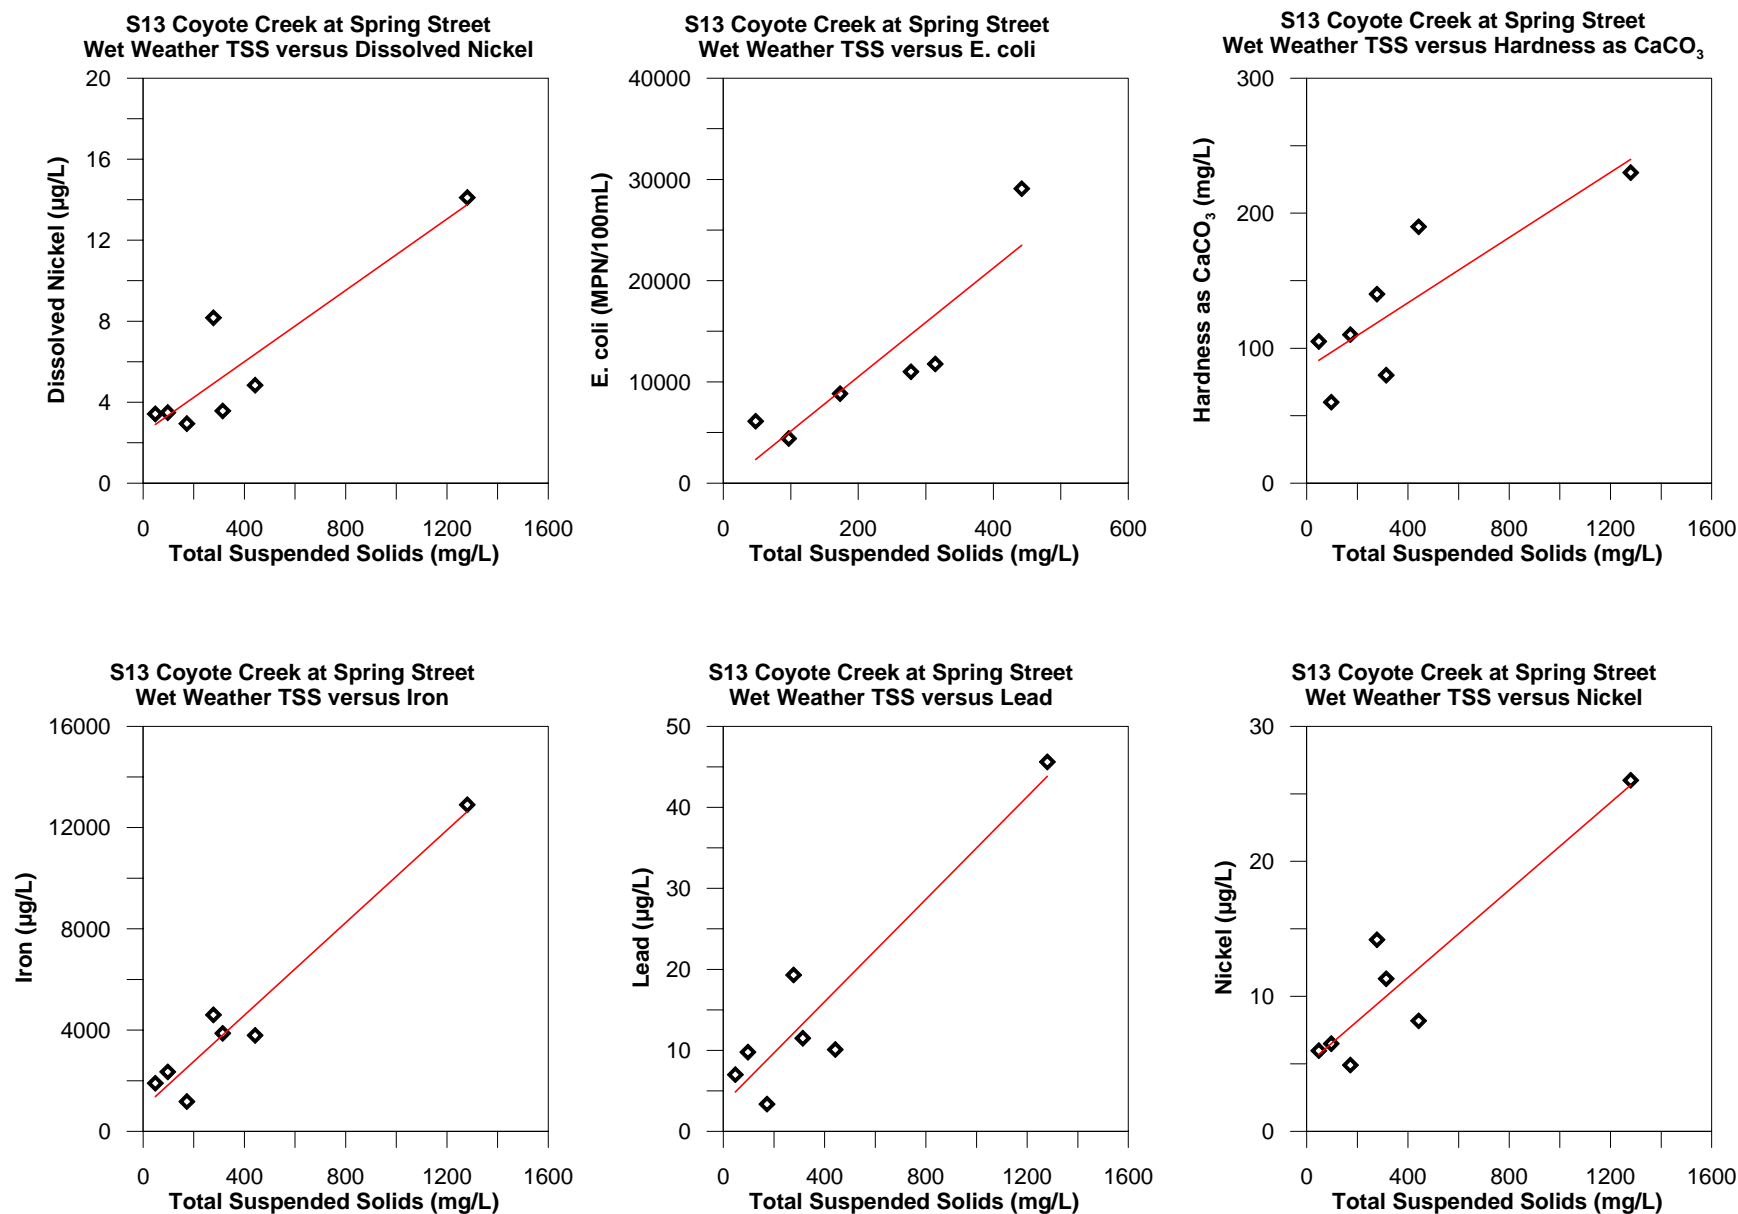 S13 Coyote Creek at Spring Street
Wet Weather TSS versus Dissolved Nickel
20
16
12
8
4
0
Dissolved Nickel (µg/L)
0 400 800 1200 1600
Total Suspended Solids (mg/L)
S13 Coyote Creek at Spring Street
Wet Weather TSS versus E. coli
40000
30000
20000
10000
0
E. coli (MPN/100mL)
0 200 400 600
Total Suspended Solids (mg/L)
S13 Coyote Creek at Spring Street
Wet Weather TSS versus Hardness as CaCO₃
300
200
100
0
Hardness as CaCO₃ (mg/L)
0 400 800 1200 1600
Total Suspended Solids (mg/L)
S13 Coyote Creek at Spring Street
Wet Weather TSS versus Iron
16000
12000
8000
4000
0
Iron (µg/L)
0 400 800 1200 1600
Total Suspended Solids (mg/L)
S13 Coyote Creek at Spring Street
Wet Weather TSS versus Lead
50
40
30
20
10
0
Lead (µg/L)
0 400 800 1200 1600
Total Suspended Solids (mg/L)
S13 Coyote Creek at Spring Street
Wet Weather TSS versus Nickel
30
20
10
0
Nickel (µg/L)
0 400 800 1200 1600
Total Suspended Solids (mg/L)